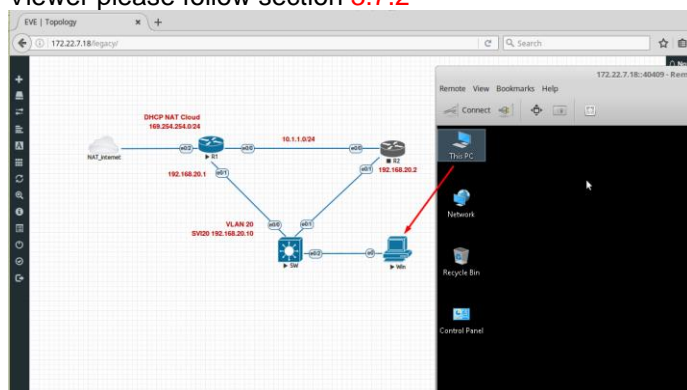 Viewer please follow section
EVE | Topology
172.22.7.18/legacy/
Search
172.22.7.18::40409 - Rem
Remote View Bookmarks Help
Connect
DHCP NAT Cloud
169.254.254.0/24
10.1.1.0/24
NAT_Internet
e0/2
R1
e0/0
e0/0
R2
192.168.20.1
e0/1
e0/1
192.168.20.2
VLAN 20
SVI20 192.168.20.10
e0/0
e0/1
SW
e0/2
e0
Win
This PC
Network
Recycle Bin
Control Panel